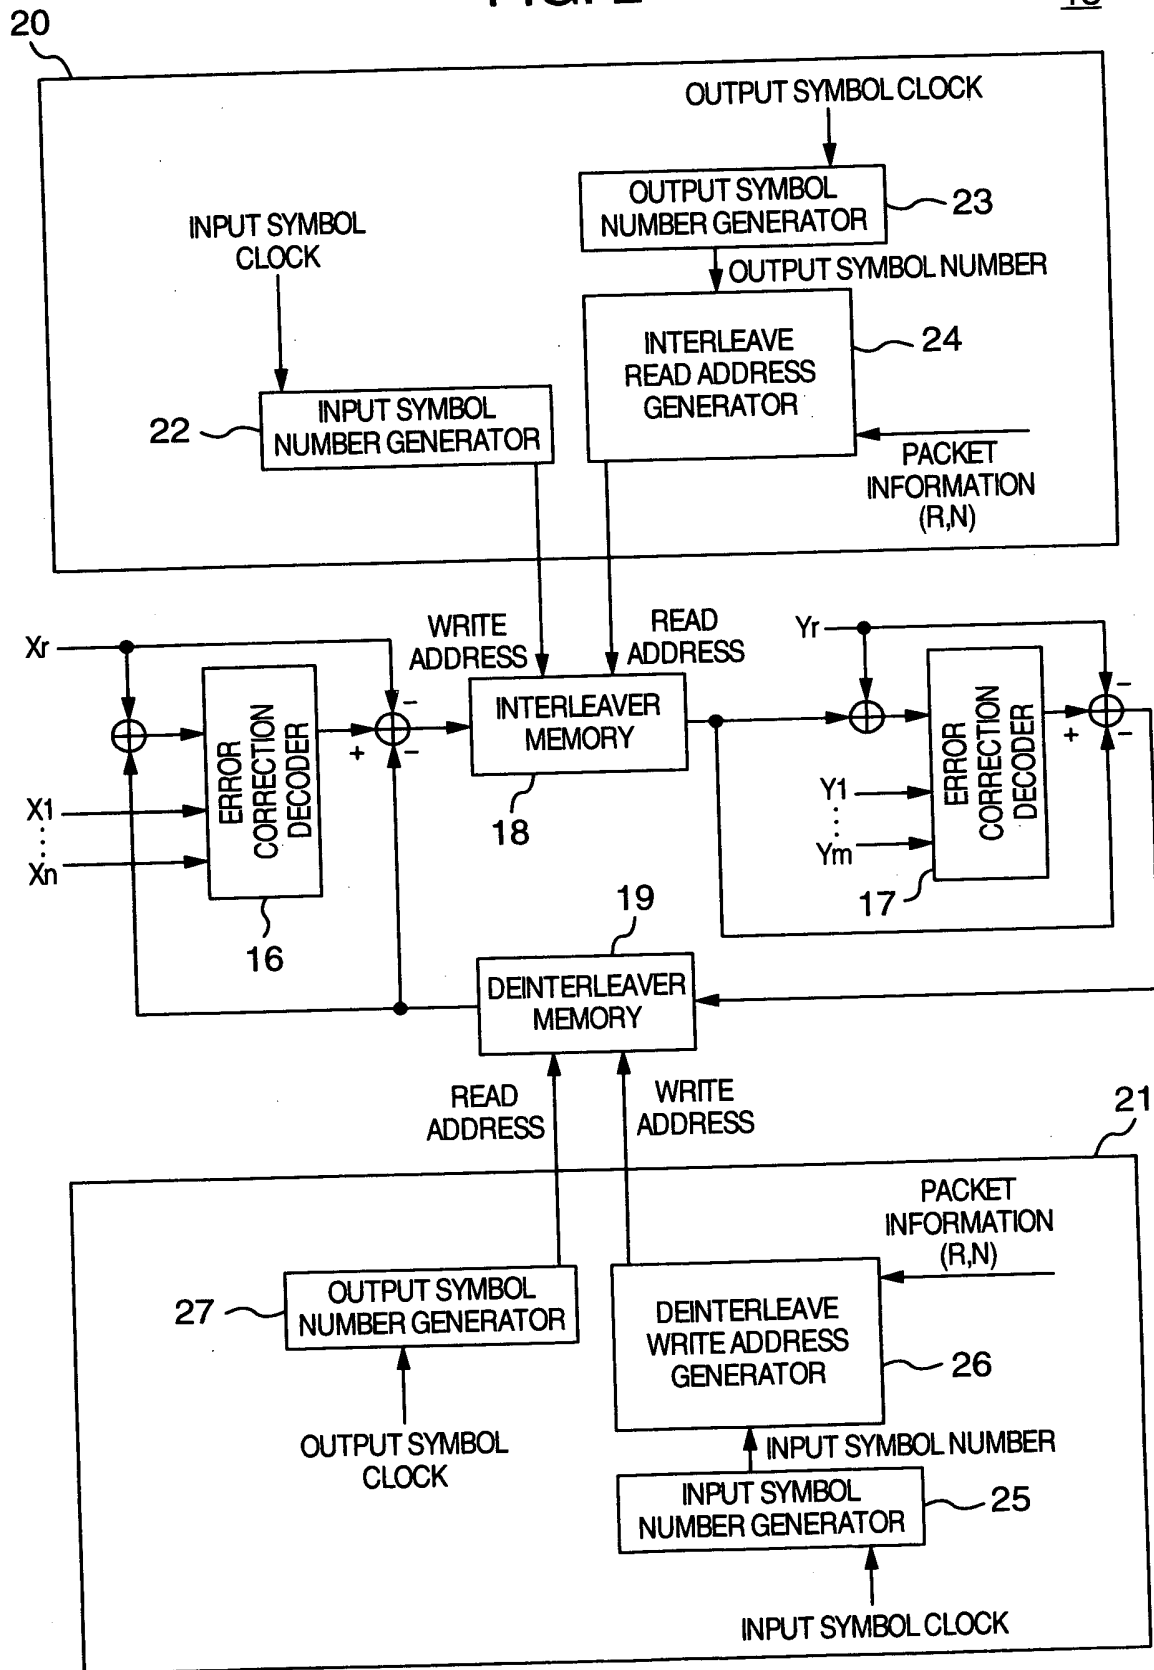 20
OUTPUT SYMBOL CLOCK
OUTPUT SYMBOL
NUMBER GENERATOR
23
INPUT SYMBOL
CLOCK
OUTPUT SYMBOL NUMBER
INTERLEAVE
READ ADDRESS
GENERATOR
24
22
INPUT SYMBOL
NUMBER GENERATOR
PACKET
INFORMATION
(R,N)
Xr
WRITE
ADDRESS
READ
ADDRESS
Yr
ERROR
CORRECTION
DECODER
+
−
−
INTERLEAVER
MEMORY
18
ERROR
CORRECTION
DECODER
+
−
−
X1
Xn
Y1
Ym
16
17
19
DEINTERLEAVER
MEMORY
READ
ADDRESS
WRITE
ADDRESS
21
PACKET
INFORMATION
(R,N)
27
OUTPUT SYMBOL
NUMBER GENERATOR
DEINTERLEAVE
WRITE ADDRESS
GENERATOR
26
OUTPUT SYMBOL
CLOCK
INPUT SYMBOL NUMBER
INPUT SYMBOL
NUMBER GENERATOR
25
INPUT SYMBOL CLOCK